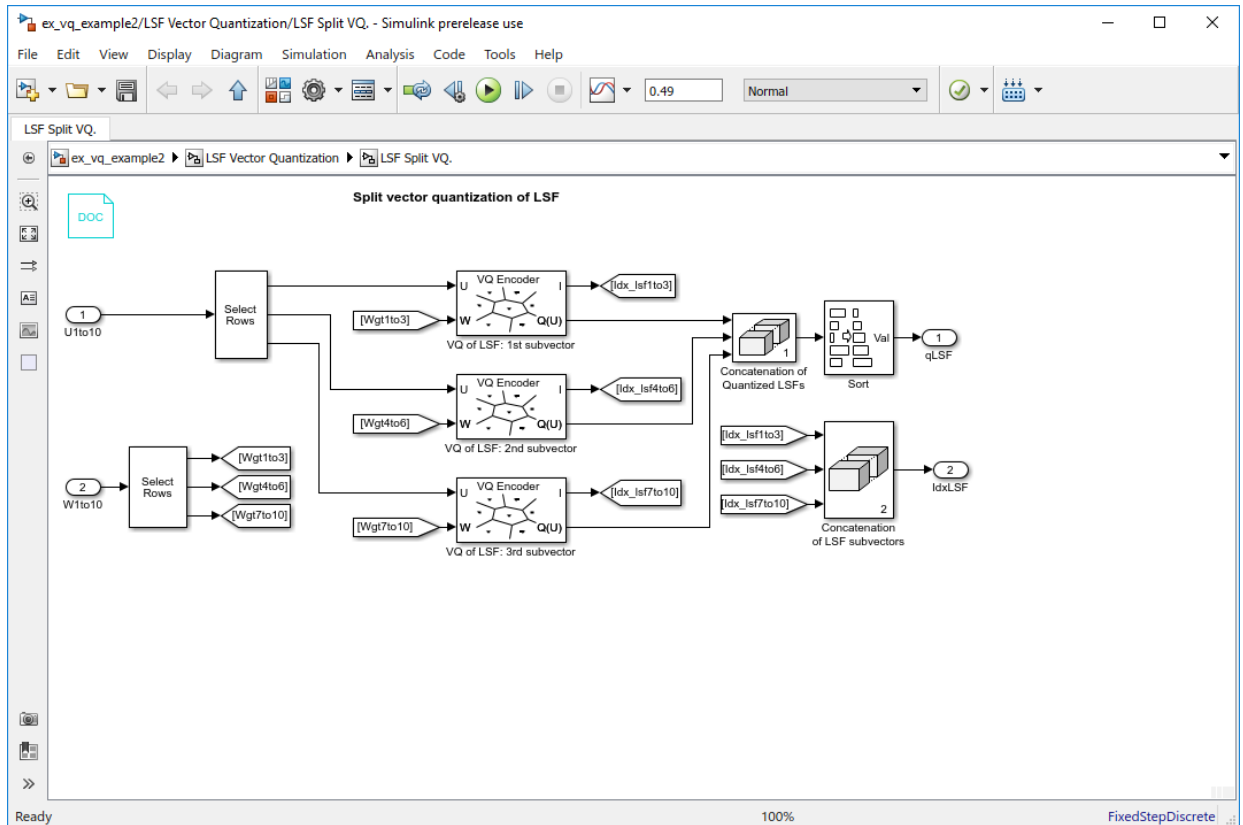 ex_vq_example2/LSF Vector Quantization/LSF Split VQ. - Simulink prerelease use
File Edit View Display Diagram Simulation Analysis Code Tools Help
0.49 Normal
LSF Split VQ.
ex_vq_example2 LSF Vector Quantization LSF Split VQ.
DOC
Split vector quantization of LSF
1
U1to10
Select
Rows
VQ Encoder
U I
W Q(U)
VQ of LSF: 1st subvector
[Wgt1to3]
[Idx_lsf1to3]
VQ Encoder
U I
W Q(U)
VQ of LSF: 2nd subvector
[Wgt4to6]
[Idx_lsf4to6]
VQ Encoder
U I
W Q(U)
VQ of LSF: 3rd subvector
[Wgt7to10]
[Idx_lsf7to10]
1
Concatenation of
Quantized LSFs
Val
Sort
1
qLSF
2
W1to10
Select
Rows
[Wgt1to3]
[Wgt4to6]
[Wgt7to10]
[Idx_lsf1to3]
[Idx_lsf4to6]
[Idx_lsf7to10]
2
Concatenation
of LSF subvectors
2
IdxLSF
Ready 100% FixedStepDiscrete